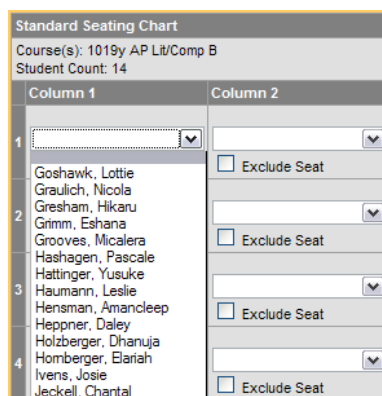 Standard Seating Chart
Course(s): 1019y AP Lit/Comp B
Student Count: 14
Column 1 Column 2
1
Exclude Seat
Goshawk, Lottie
Graulich, Nicola
Gresham, Hikaru
2
Grimm, Eshana
Grooves, Micalera
Exclude Seat
Hashagen, Pascale
Hattinger, Yusuke
3
Haumann, Leslie
Hensman, Amancleep
Exclude Seat
Heppner, Daley
Holzberger, Dhanuja
4
Homberger, Elariah
Ivens, Josie
Jeckell, Chantal
Exclude Seat